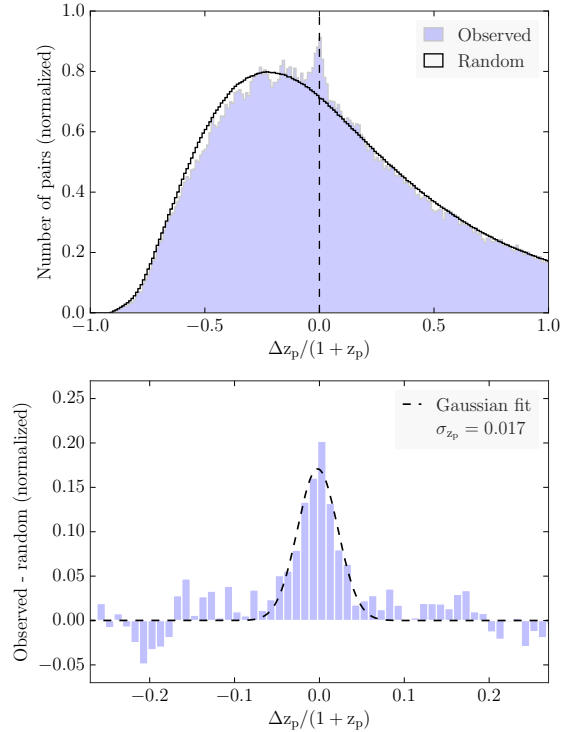 Observed
Random
Number of pairs (normalized)
1.0
0.8
0.6
0.4
0.2
0.0
−1.0 −0.5 0.0 0.5 1.0
Δz_p/(1 + z_p)
Gaussian fit
σ_{z_p} = 0.017
Observed - random (normalized)
0.25
0.20
0.15
0.10
0.05
0.00
−0.05
−0.2 −0.1 0.0 0.1 0.2
Δz_p/(1 + z_p)